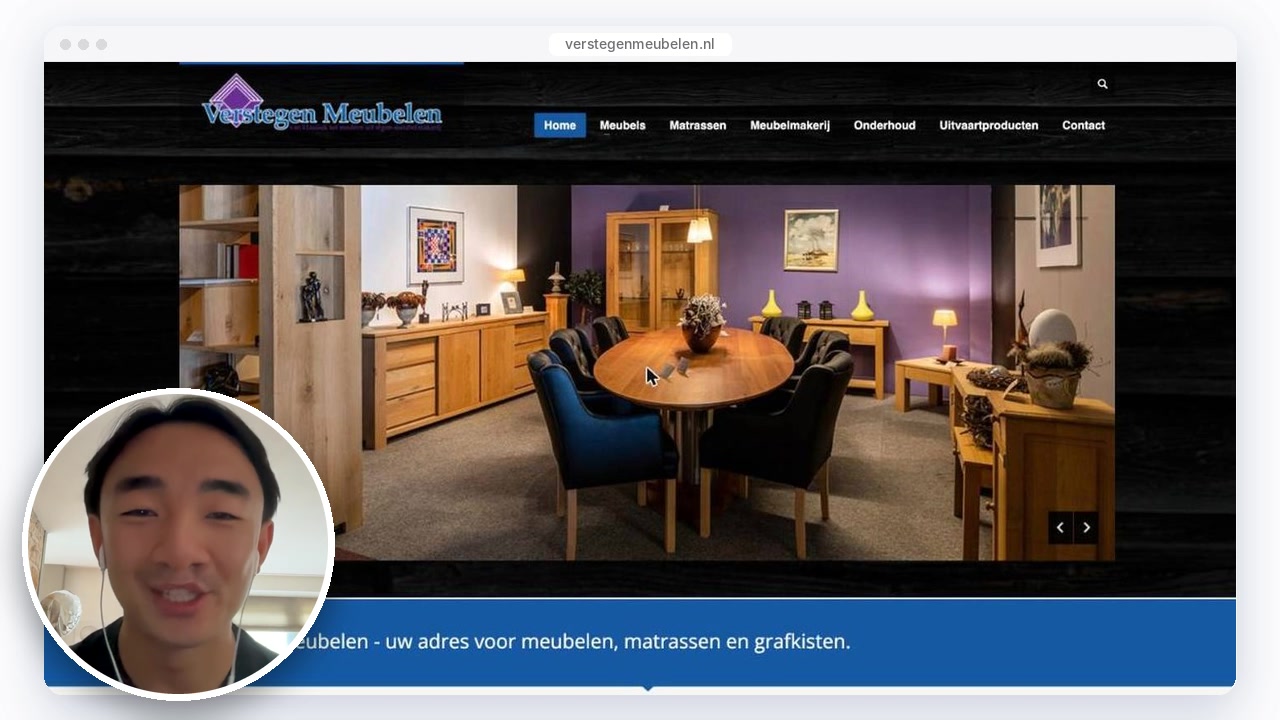 verstegenmeubelen.nl
Verstegen Meubelen
Home Meubels Matrassen Meubelmakerij Onderhoud Uitvaartproducten Contact
eubelen - uw adres voor meubelen, matrassen en grafkisten.